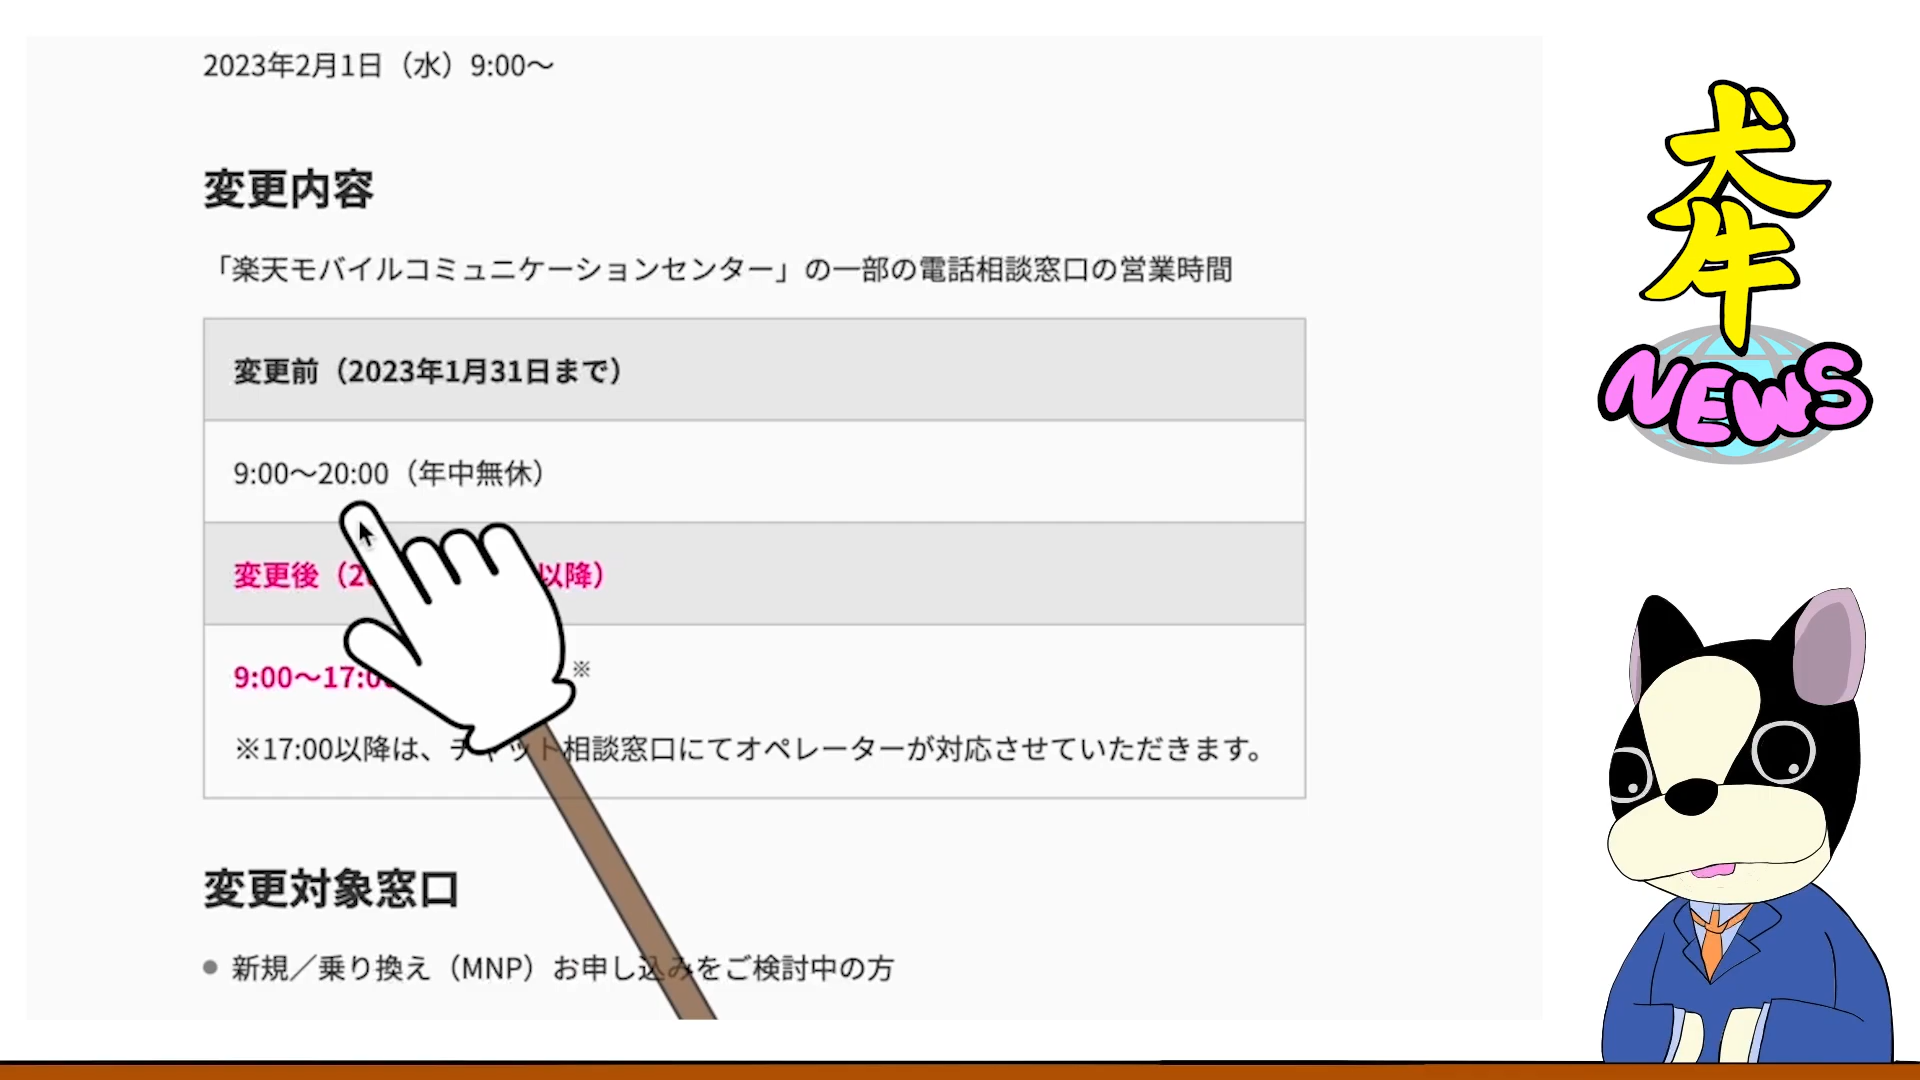 2023年2月1日（水）9:00～
変更内容
「楽天モバイルコミュニケーションセンター」の一部の電話相談窓口の営業時間
変更前（2023年1月31日まで）
9:00～20:00（年中無休）
変更後（2 以降）
9:00～17:0 ※
※17:00以降は、チャット相談窓口にてオペレーターが対応させていただきます。
変更対象窓口
新規／乗り換え（MNP）お申し込みをご検討中の方
犬牛
NEWS